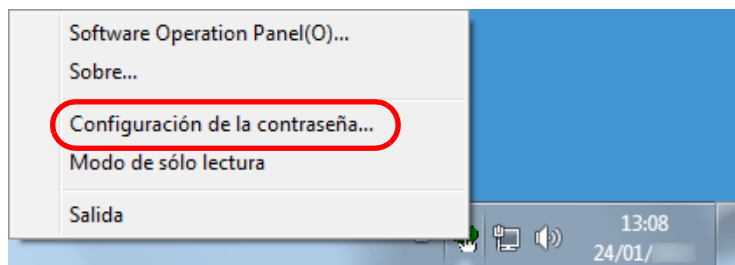 Software Operation Panel(O)...
Sobre...
Configuración de la contraseña...
Modo de sólo lectura
Salida
13:08
24/01/